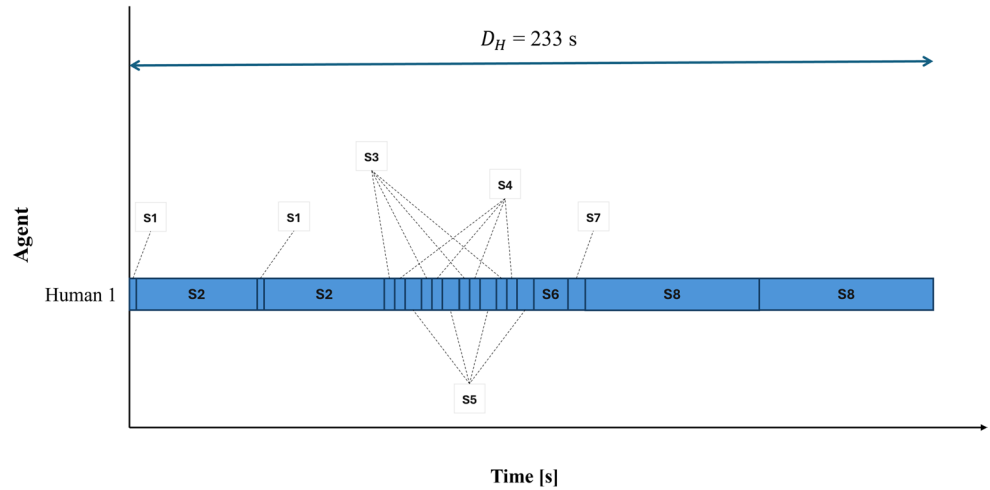 D_H = 233 s
S3
S4
S1
S1
S7
Agent
Human 1
S2
S2
S6
S8
S8
S5
Time [s]